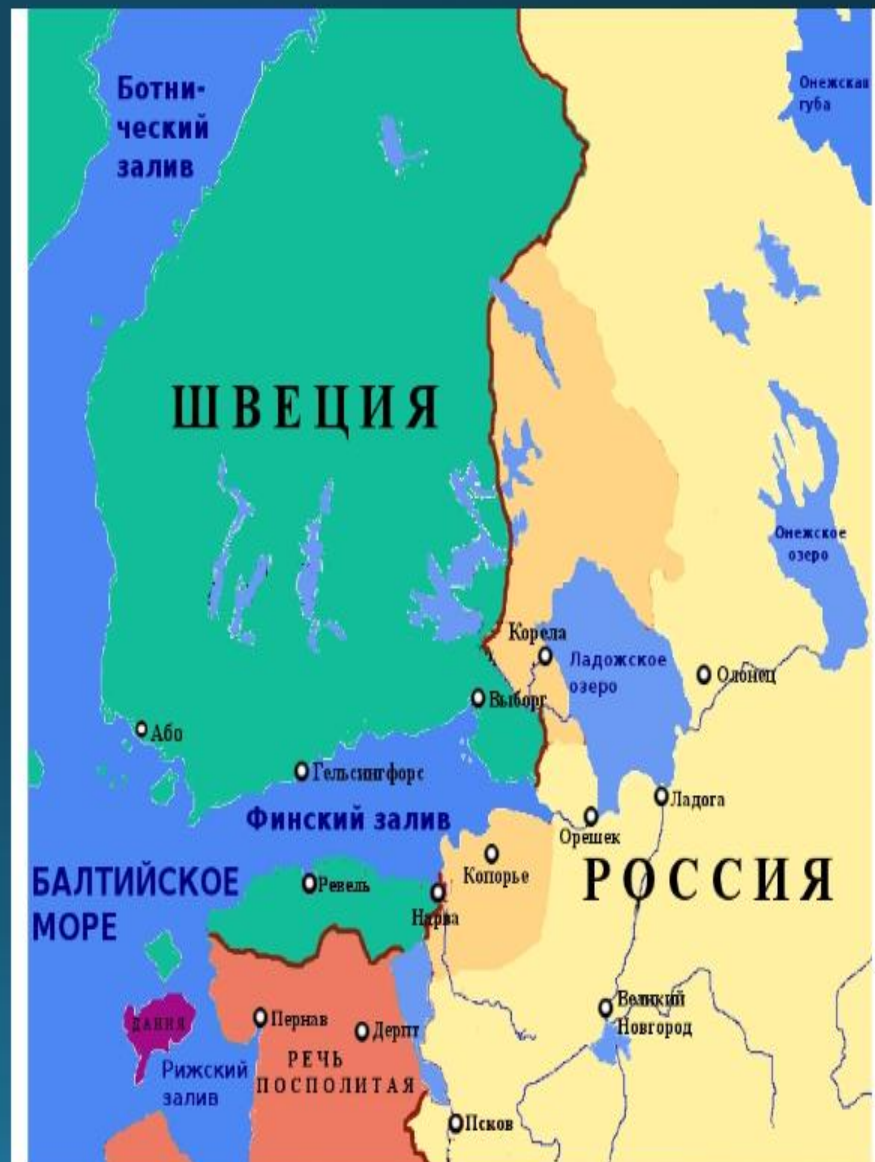 Ботни-
ческий
залив
Онежская
губа
ШВЕЦИЯ
Онежское
озеро
Корела
Ладожское
озеро
Олонец
Выборг
Або
Гельсингфорс
Ладога
Финский залив
Орешек
Копорье
РОССИЯ
БАЛТИЙСКОЕ
МОРЕ
Ревель
Нарва
Великий
Новгород
ДАНИЯ
Пернав
Дерпт
РЕЧЬ
ПОСПОЛИТАЯ
Рижский
залив
Псков